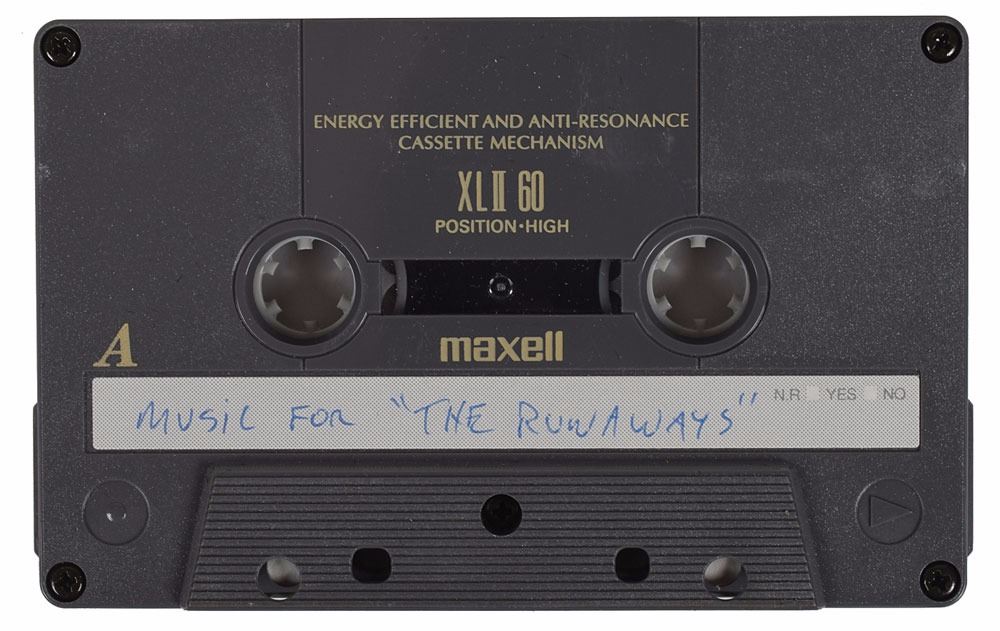 ENERGY EFFICIENT AND ANTI-RESONANCE
CASSETTE MECHANISM
XLII 60
POSITION·HIGH
maxell
A
N.R YES NO
MUSIC FOR "THE RUNAWAYS"